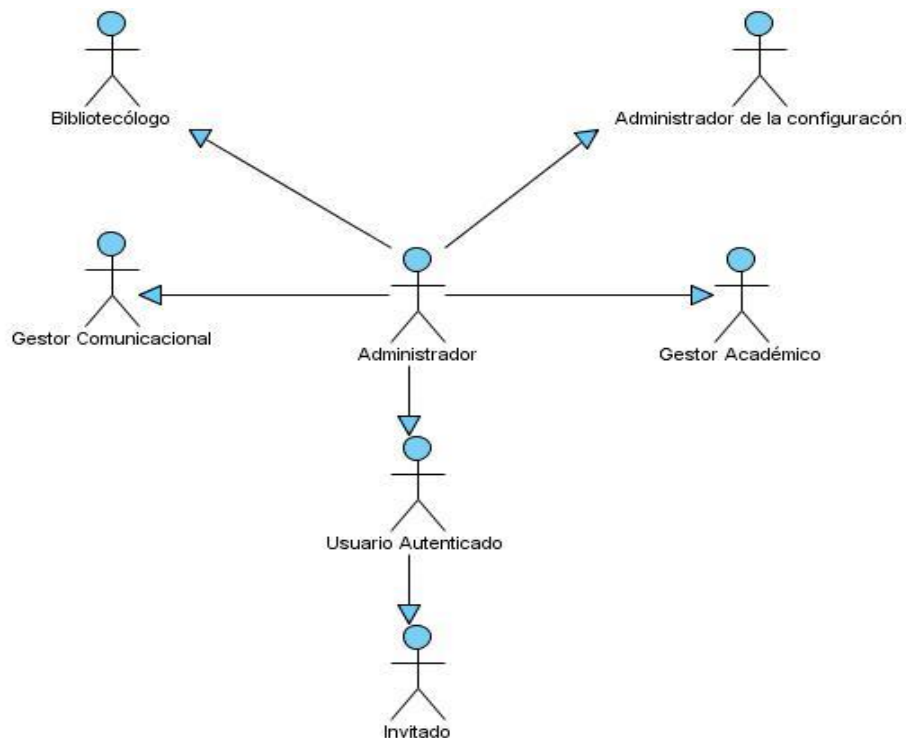 Bibliotecólogo
Administrador de la configuracón
Gestor Comunicacional
Administrador
Gestor Académico
Usuario Autenticado
Invitado